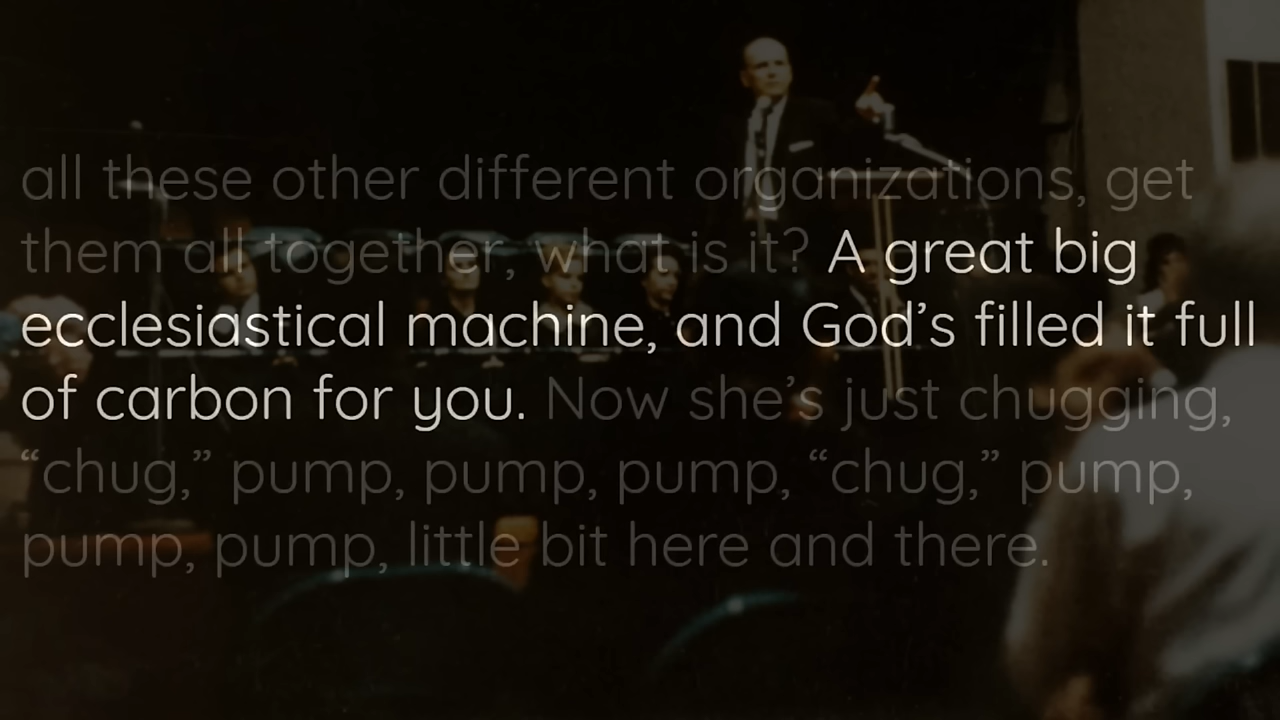 all these other different organizations, get
them all together, what is it? A great big
ecclesiastical machine, and God’s filled it full
of carbon for you. Now she’s just chugging,
“chug,” pump, pump, pump, “chug,” pump,
pump, pump, little bit here and there.